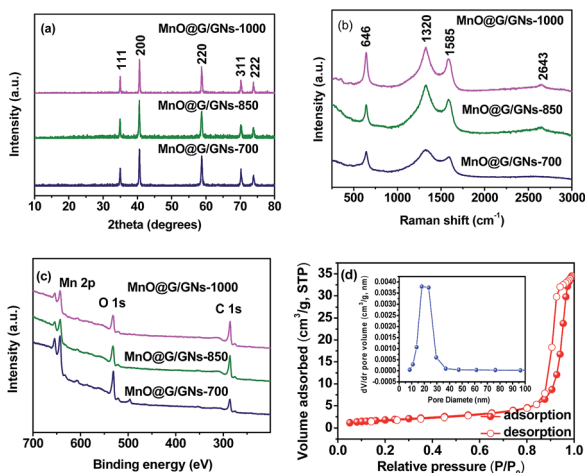 (a)
MnO@G/GNs-1000
111
200
220
311
222
MnO@G/GNs-850
MnO@G/GNs-700
Intensity (a.u.)
10 20 30 40 50 60 70 80
2theta (degrees)
(b)
MnO@G/GNs-1000
646
1320
1585
2643
MnO@G/GNs-850
MnO@G/GNs-700
Intensity (a.u.)
500 1000 1500 2000 2500 3000
Raman shift (cm-1)
(c)
Mn 2p
MnO@G/GNs-1000
O 1s
C 1s
MnO@G/GNs-850
MnO@G/GNs-700
Intensity (a.u.)
700 600 500 400 300
Binding energy (eV)
(d)
35
30
25
20
15
10
5
0
Volume adsorbed (cm3/g, STP)
0.0040
0.0035
0.0030
0.0025
0.0020
0.0015
0.0010
0.0005
0.0000
-0.0005
dV/dr pore volume (cm3/g, nm)
0 10 20 30 40 50 60 70 80 90 100
Pore Diamete (nm)
adsorption
desorption
0.0 0.2 0.4 0.6 0.8 1.0
Relative pressure (P/Po)